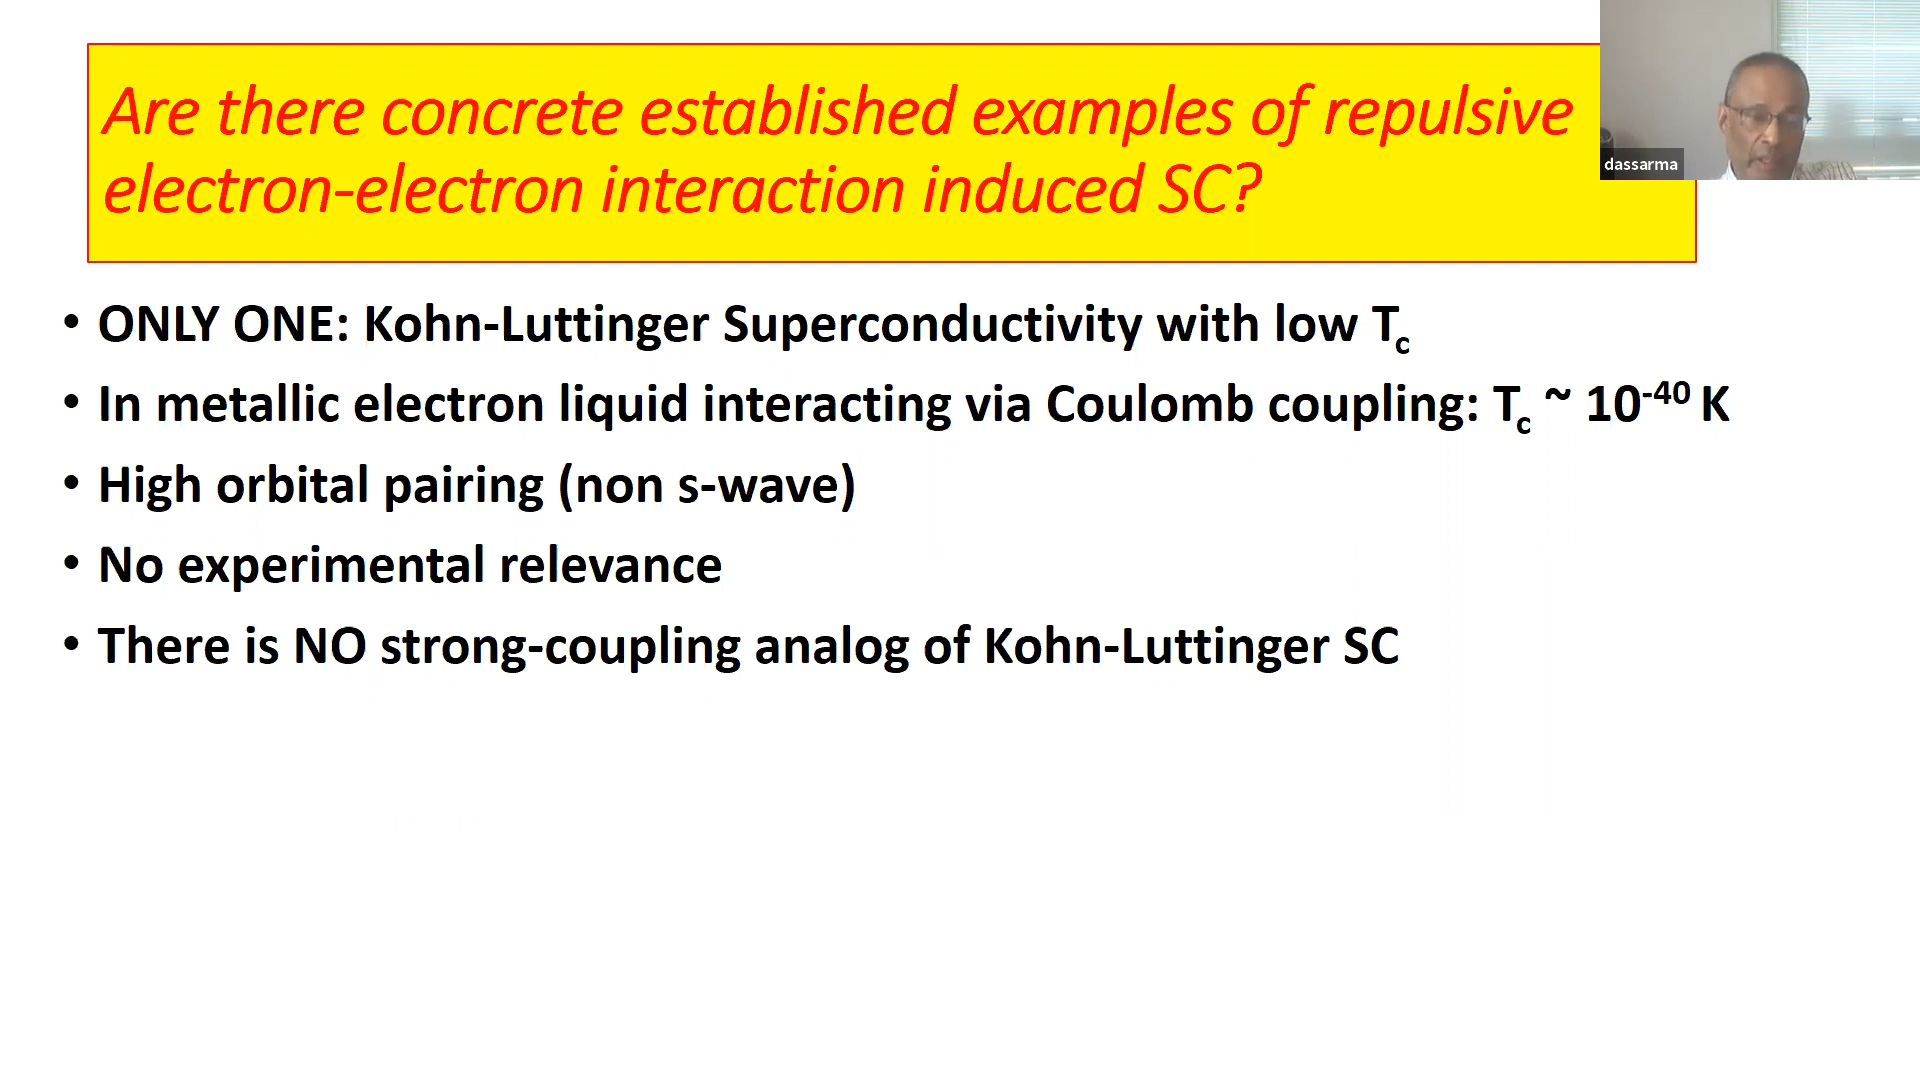 Are there concrete established examples of repulsive
electron-electron interaction induced SC?
dassarma
• ONLY ONE: Kohn-Luttinger Superconductivity with low Tc
• In metallic electron liquid interacting via Coulomb coupling: Tc ~ 10-40 K
• High orbital pairing (non s-wave)
• No experimental relevance
• There is NO strong-coupling analog of Kohn-Luttinger SC